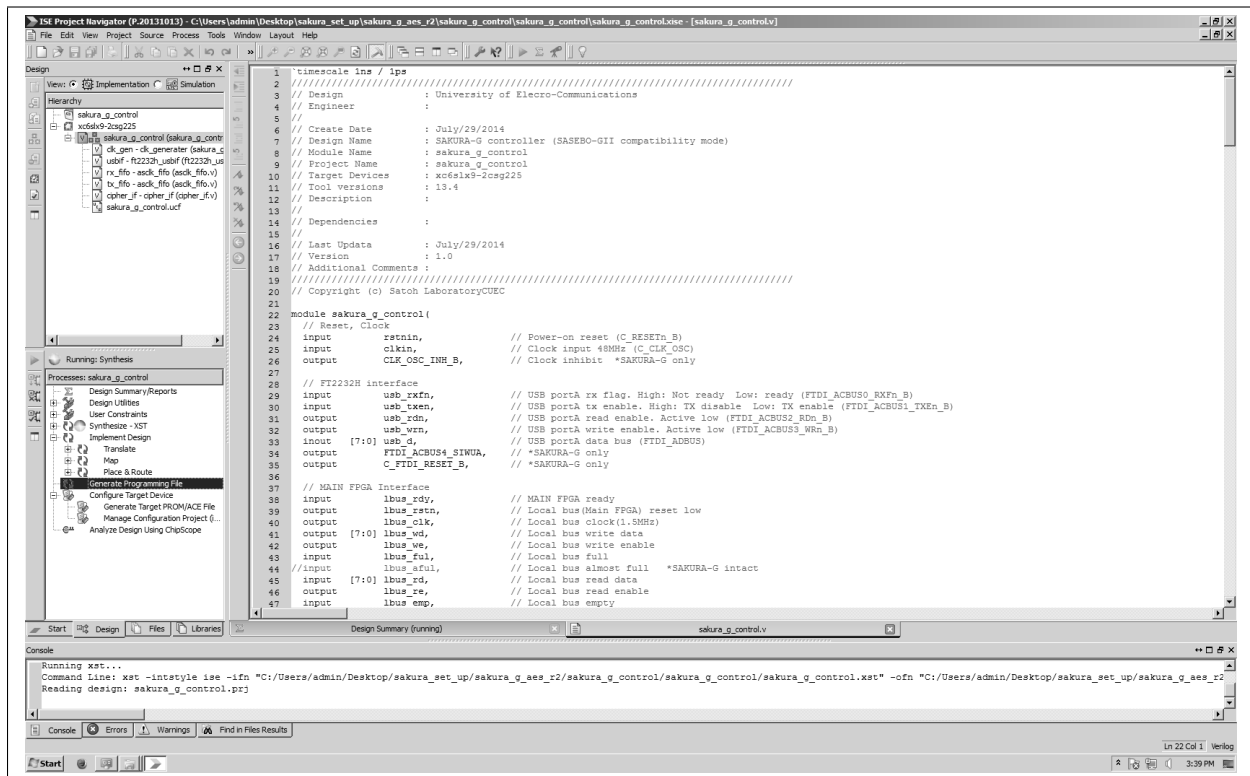 ISE Project Navigator (P.20131013) - C:\Users\admin\Desktop\sakura_set_up\sakura_g_aes_r2\sakura_g_control\sakura_g_control\sakura_g_control.xise - [sakura_g_control.v]
File Edit View Project Source Process Tools Window Layout Help
Design
View: Implementation Simulation
Hierarchy
sakura_g_control
xc6slx9-2csg225
sakura_g_control (sakura_g_contr
clk_gen - clk_generater (sakura_g
usbif - ft2232h_usbif (ft2232h_us
rx_fifo - asclk_fifo (asclk_fifo.v)
tx_fifo - asclk_fifo (asclk_fifo.v)
cipher_if - cipher_if (cipher_if.v)
sakura_g_control.ucf
Running: Synthesis
Processes: sakura_g_control
Design Summary/Reports
Design Utilities
User Constraints
Synthesize - XST
Implement Design
Translate
Map
Place & Route
Generate Programming File
Configure Target Device
Generate Target PROM/ACE File
Manage Configuration Project (i...
Analyze Design Using ChipScope
Start Design Files Libraries
1 `timescale 1ns / 1ps
2 /////////////////////////////////////////////////////////////////////////////////////
3 // Design : University of Elecro-Communications
4 // Engineer :
5 //
6 // Create Date : July/29/2014
7 // Design Name : SAKURA-G controller (SASEBO-GII compatibility mode)
8 // Module Name : sakura_g_control
9 // Project Name : sakura_g_control
10 // Target Devices : xc6slx9-2csg225
11 // Tool versions : 13.4
12 // Description :
13 //
14 // Dependencies :
15 //
16 // Last Updata : July/29/2014
17 // Version : 1.0
18 // Additional Comments :
19 /////////////////////////////////////////////////////////////////////////////////////
20 // Copyright (c) Satoh LaboratoryCUEC
21
22 module sakura_g_control(
23 // Reset, Clock
24 input rstnin, // Power-on reset (C_RESETn_B)
25 input clkin, // Clock input 48MHz (C_CLK_OSC)
26 output CLK_OSC_INH_B, // Clock inhibit *SAKURA-G only
27
28 // FT2232H interface
29 input usb_rxfn, // USB portA rx flag. High: Not ready Low: ready (FTDI_ACBUS0_RXFn_B)
30 input usb_txen, // USB portA tx enable. High: TX disable Low: TX enable (FTDI_ACBUS1_TXEn_B)
31 output usb_rdn, // USB portA read enable. Active low (FTDI_ACBUS2_RDn_B)
32 output usb_wrn, // USB portA write enable. Active low (FTDI_ACBUS3_WRn_B)
33 inout [7:0] usb_d, // USB portA data bus (FTDI_ADBUS)
34 output FTDI_ACBUS4_SIWUA, // *SAKURA-G only
35 output C_FTDI_RESET_B, // *SAKURA-G only
36
37 // MAIN FPGA Interface
38 input lbus_rdy, // MAIN FPGA ready
39 output lbus_rstn, // Local bus(Main FPGA) reset low
40 output lbus_clk, // Local bus clock(1.5MHz)
41 output [7:0] lbus_wd, // Local bus write data
42 output lbus_we, // Local bus write enable
43 input lbus_ful, // Local bus full
44 //input lbus_aful, // Local bus almost full *SAKURA-G intact
45 input [7:0] lbus_rd, // Local bus read data
46 output lbus_re, // Local bus read enable
47 input lbus_emp, // Local bus empty
Design Summary (running) sakura_g_control.v
Console
Running xst...
Command Line: xst -intstyle ise -ifn "C:/Users/admin/Desktop/sakura_set_up/sakura_g_aes_r2/sakura_g_control/sakura_g_control/sakura_g_control.xst" -ofn "C:/Users/admin/Desktop/sakura_set_up/sakura_g_aes_r2
Reading design: sakura_g_control.prj
Console Errors Warnings Find in Files Results
Ln 22 Col 1 Verilog
Start 3:39 PM